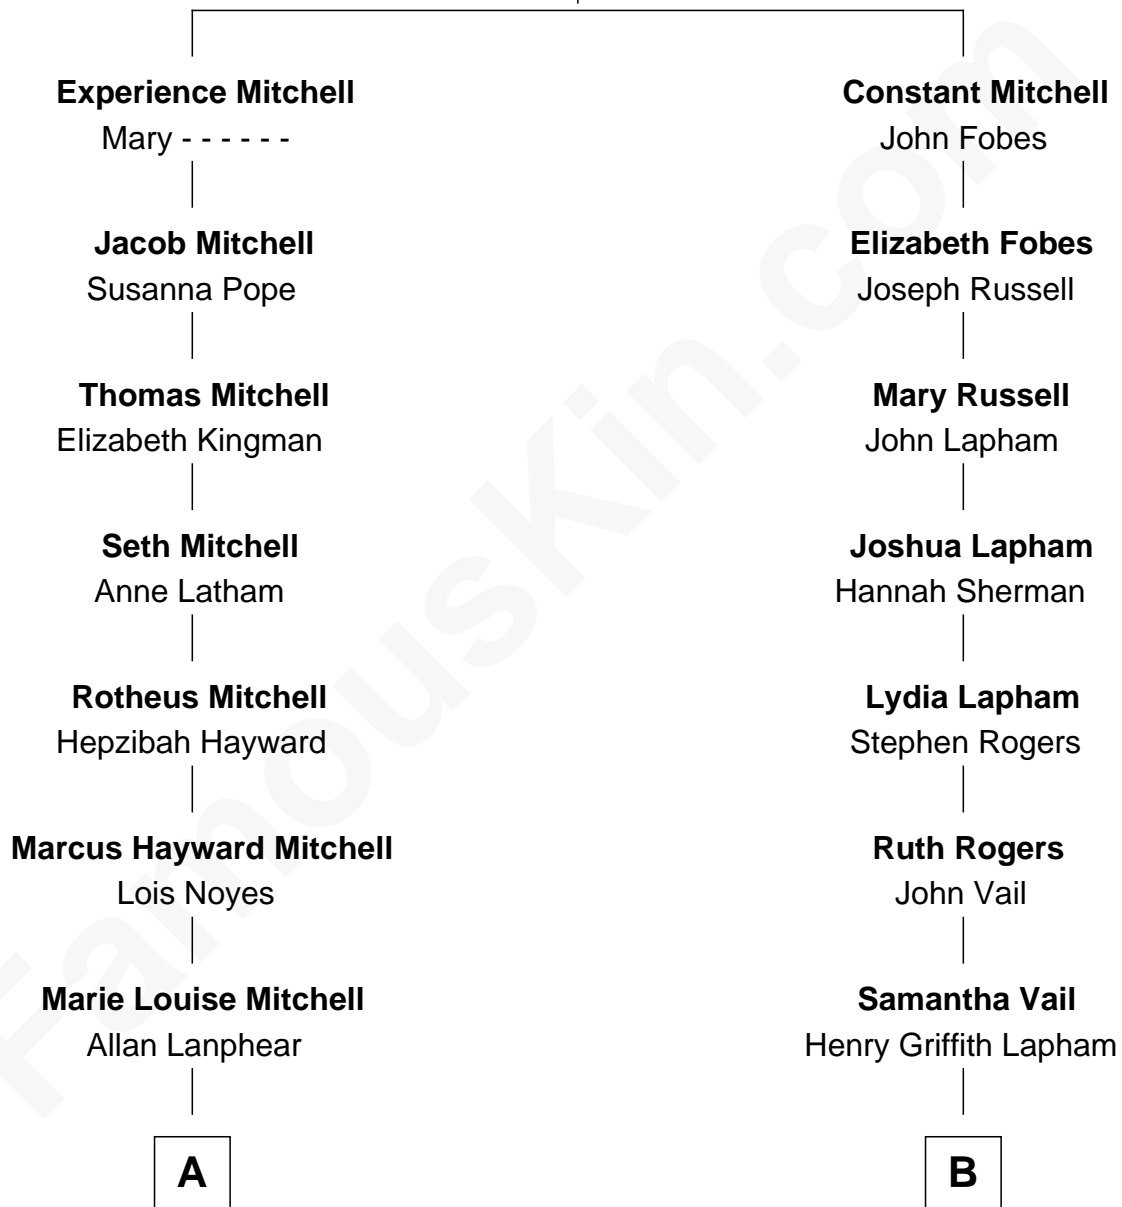 Experience Mitchell
Mary - - - - - -
Constant Mitchell
John Fobes
Jacob Mitchell
Susanna Pope
Elizabeth Fobes
Joseph Russell
Thomas Mitchell
Elizabeth Kingman
Mary Russell
John Lapham
Seth Mitchell
Anne Latham
Joshua Lapham
Hannah Sherman
Rotheus Mitchell
Hepzibah Hayward
Lydia Lapham
Stephen Rogers
Marcus Hayward Mitchell
Lois Noyes
Ruth Rogers
John Vail
Marie Louise Mitchell
Allan Lanphear
Samantha Vail
Henry Griffith Lapham
A
B
FamousKin.com